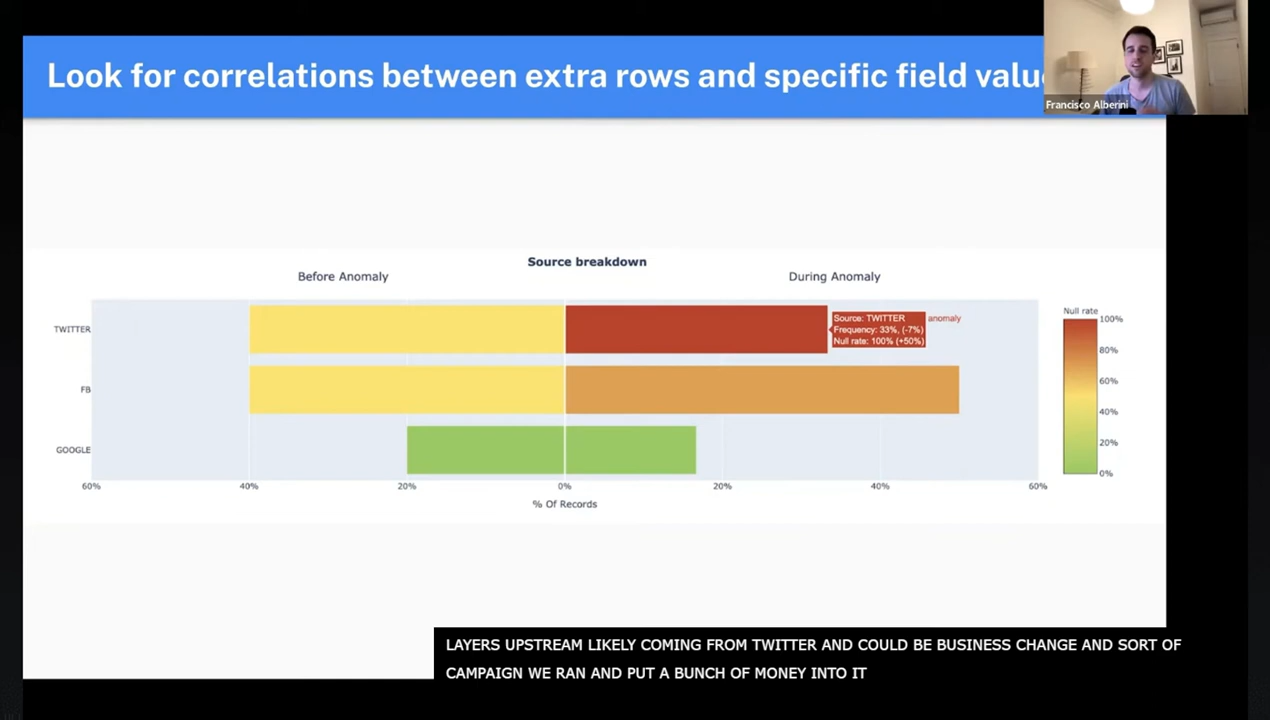 Look for correlations between extra rows and specific field valu
Francisco Alberini
Source breakdown
Before Anomaly
During Anomaly
TWITTER
FB
GOOGLE
Source: TWITTER
Frequency: 33%, (-7%)
Null rate: 100% (+50%)
anomaly
60%
40%
20%
0%
20%
40%
60%
% Of Records
Null rate
100%
80%
60%
40%
20%
0%
LAYERS UPSTREAM LIKELY COMING FROM TWITTER AND COULD BE BUSINESS CHANGE AND SORT OF
CAMPAIGN WE RAN AND PUT A BUNCH OF MONEY INTO IT